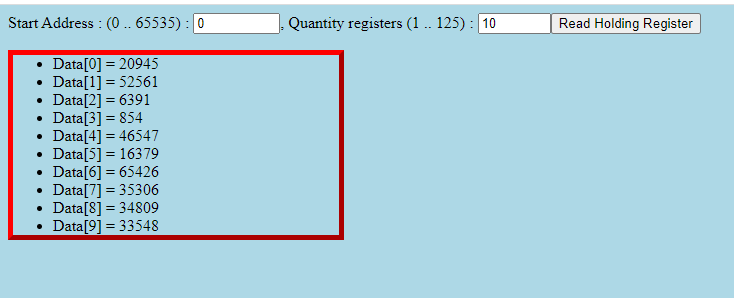 Start Address : (0 .. 65535) : 0, Quantity registers (1 .. 125) : 10 Read Holding Register
• Data[0] = 20945
• Data[1] = 52561
• Data[2] = 6391
• Data[3] = 854
• Data[4] = 46547
• Data[5] = 16379
• Data[6] = 65426
• Data[7] = 35306
• Data[8] = 34809
• Data[9] = 33548